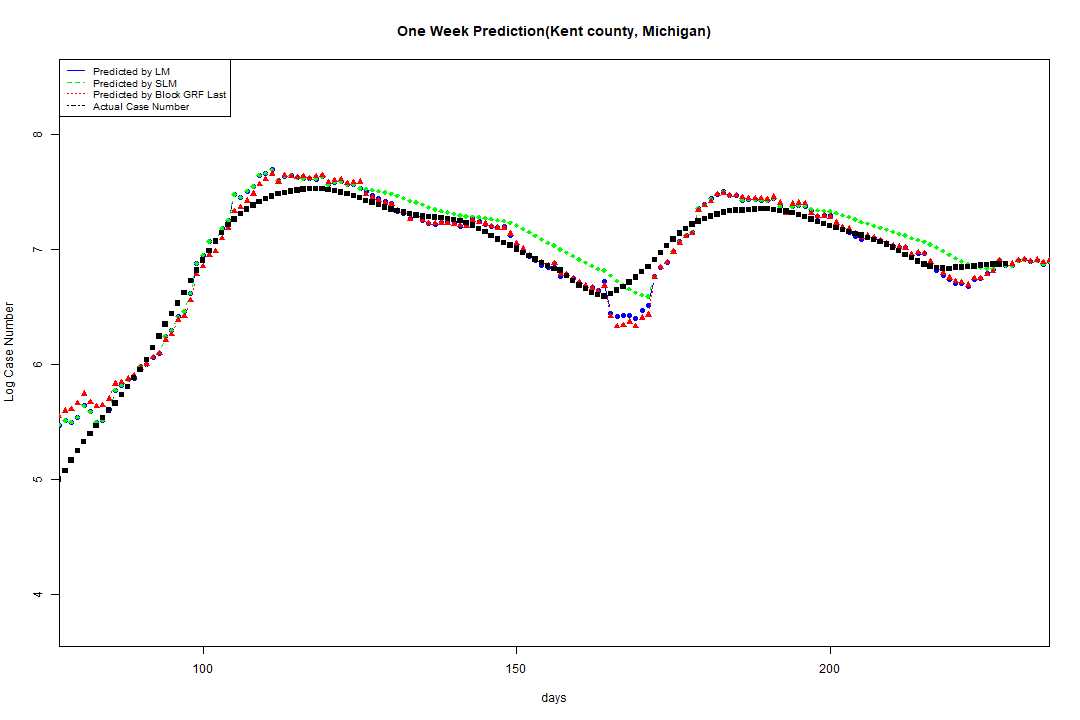 One Week Prediction(Kent county, Michigan)
Predicted by LM
Predicted by SLM
Predicted by Block GRF Last
Actual Case Number
8
7
6
5
4
Log Case Number
100 150 200
days